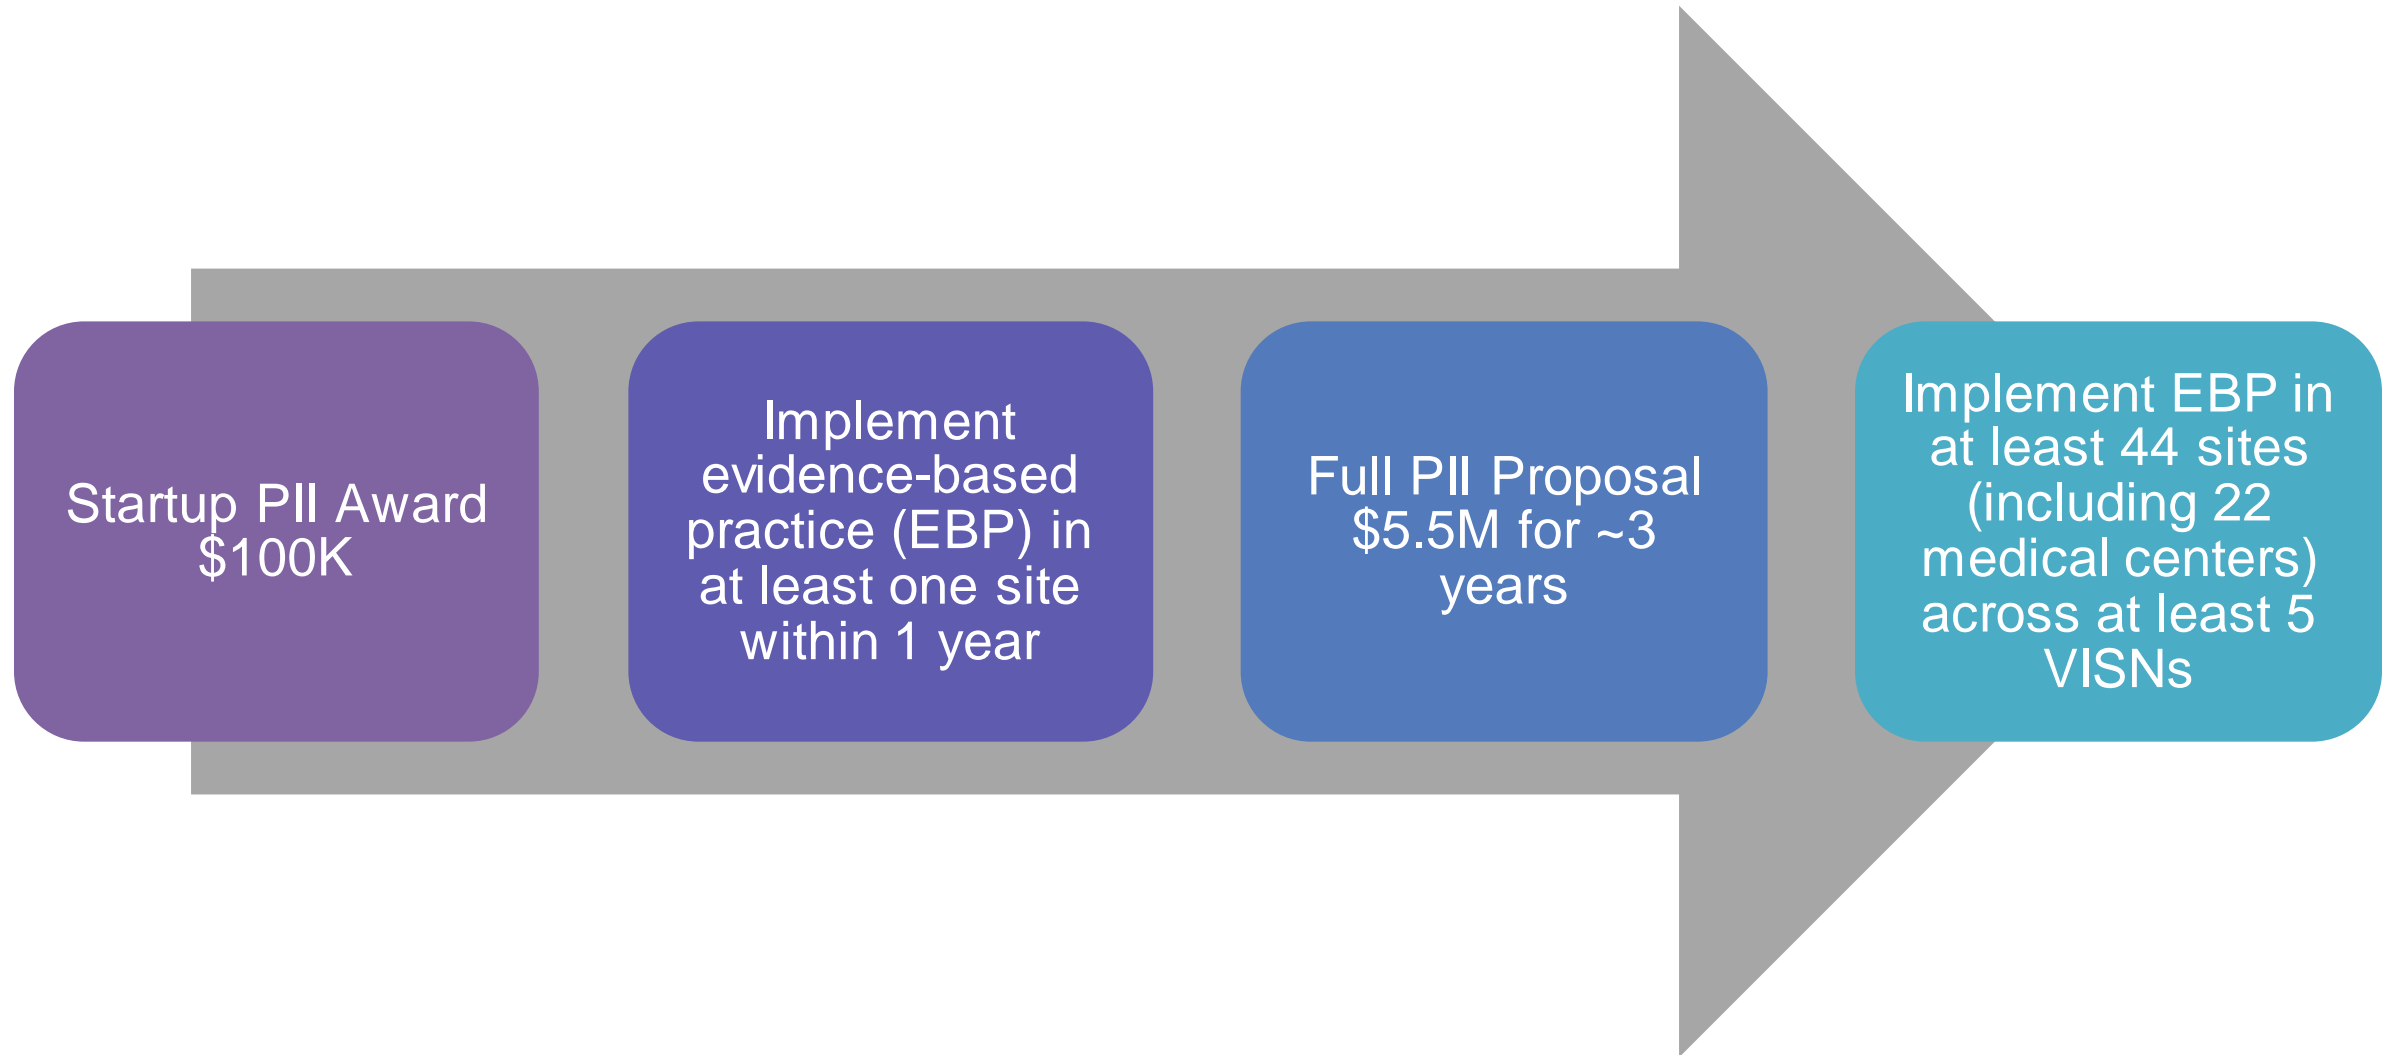 Startup PII Award
$100K
Implement
evidence-based
practice (EBP) in
at least one site
within 1 year
Full PII Proposal
$5.5M for ~3
years
Implement EBP in
at least 44 sites
(including 22
medical centers)
across at least 5
VISNs